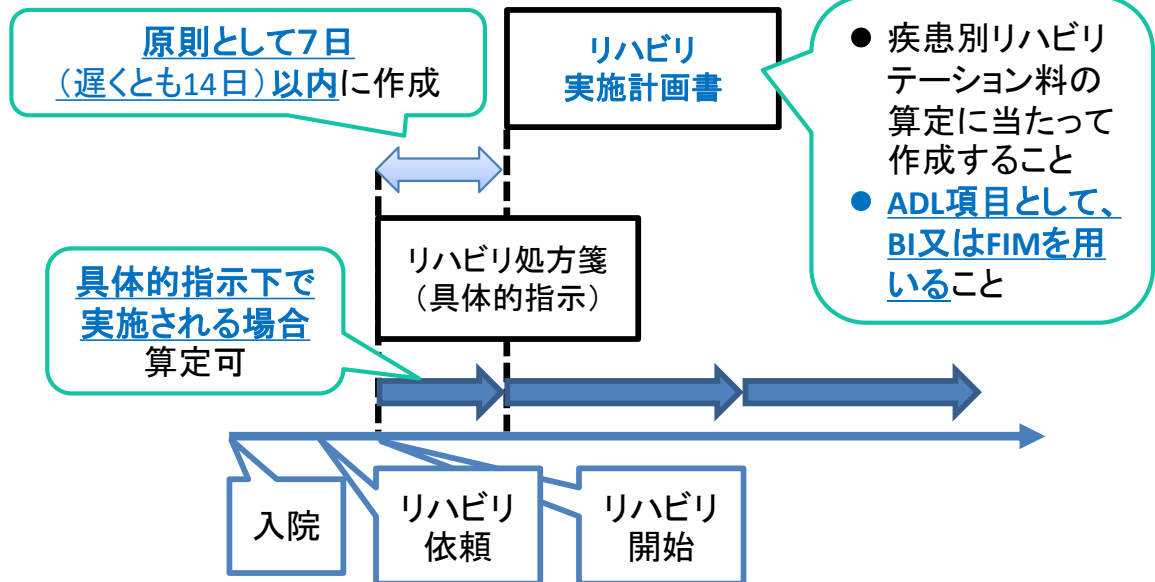 原則として7日
（遅くとも14日）以内に作成
リハビリ
実施計画書
● 疾患別リハビリ
テーション料の
算定に当たって
作成すること
● ADL項目として、
BI又はFIMを用
いること
リハビリ処方箋
（具体的指示）
具体的指示下で
実施される場合
算定可
入院
リハビリ
依頼
リハビリ
開始